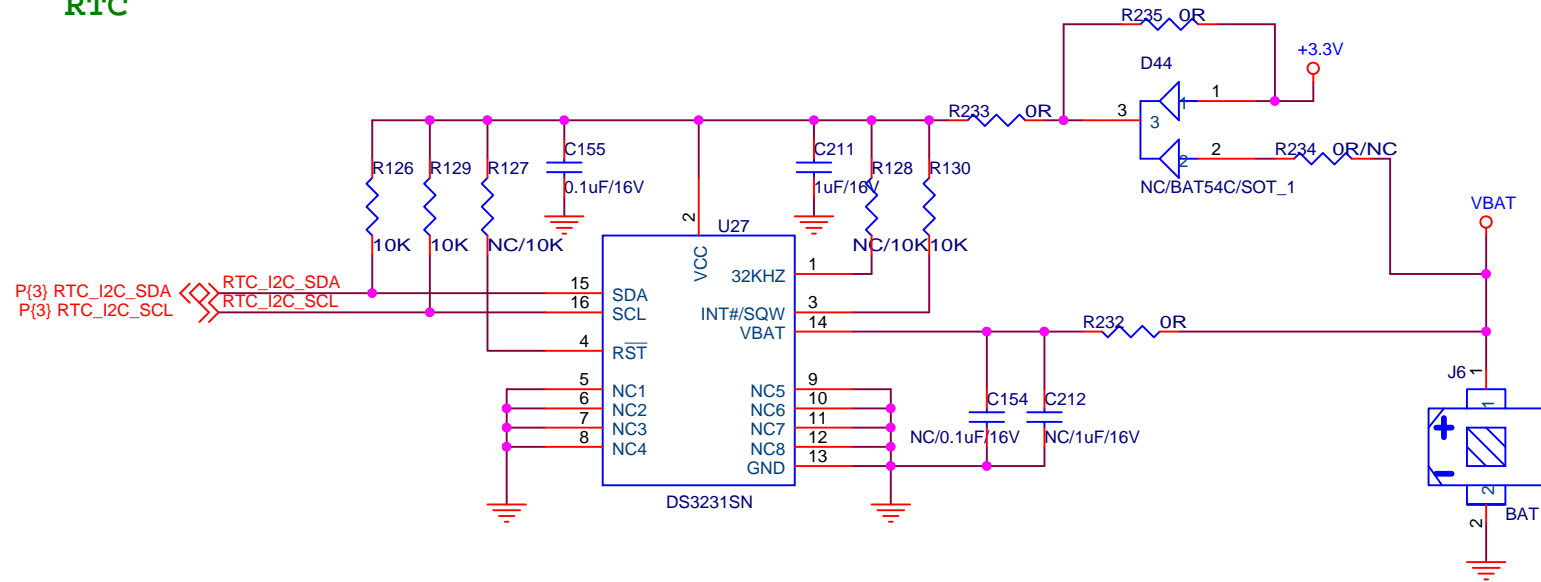 RTC
R235 0R
+3.3V
D44
1
1
3
3
R233 0R
2
2
R234 0R/NC
NC/BAT54C/SOT_1
VBAT
R126
R129
R127
C155
0.1uF/16V
C211
1uF/16V
R128
R130
10K
10K
NC/10K
NC/10K
10K
2
U27
VCC
32KHZ
1
P{3} RTC_I2C_SDA
RTC_I2C_SDA
15
SDA
P{3} RTC_I2C_SCL
RTC_I2C_SCL
16
SCL
INT#/SQW
3
VBAT
14
R232 0R
4
RST
5
NC1
NC5
9
6
NC2
NC6
10
7
NC3
NC7
11
8
NC4
NC8
12
GND
13
C154
C212
NC/0.1uF/16V
NC/1uF/16V
DS3231SN
J6
1
1
+
-
2
2
BAT